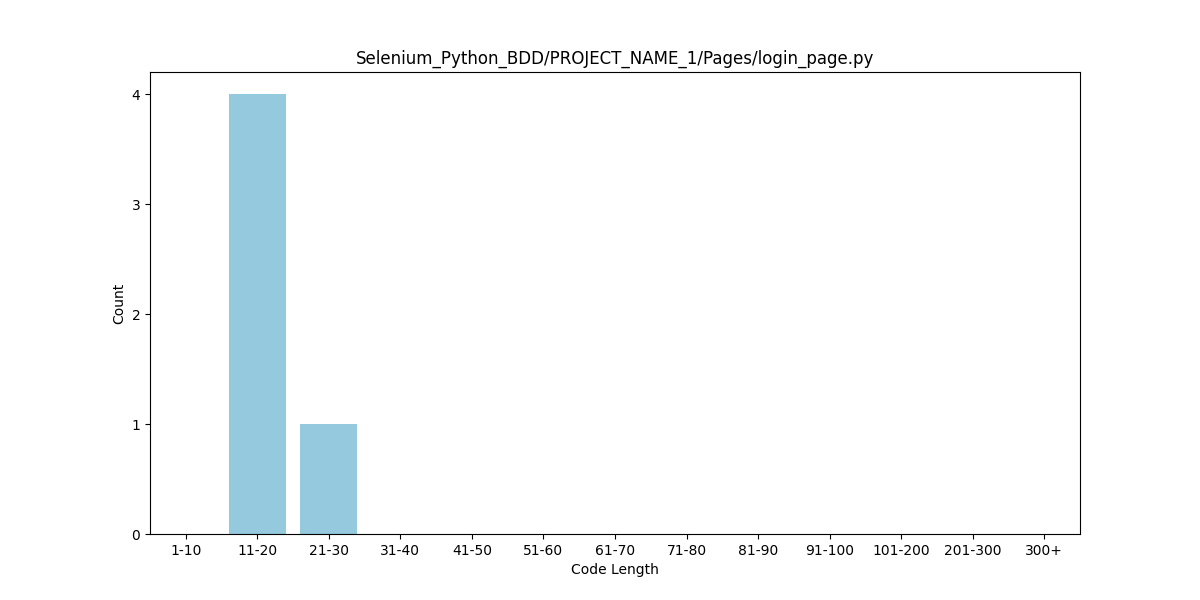 Selenium_Python_BDD/PROJECT_NAME_1/Pages/login_page.py
4
3
2
1
0
Count
1-10 11-20 21-30 31-40 41-50 51-60 61-70 71-80 81-90 91-100 101-200 201-300 300+
Code Length